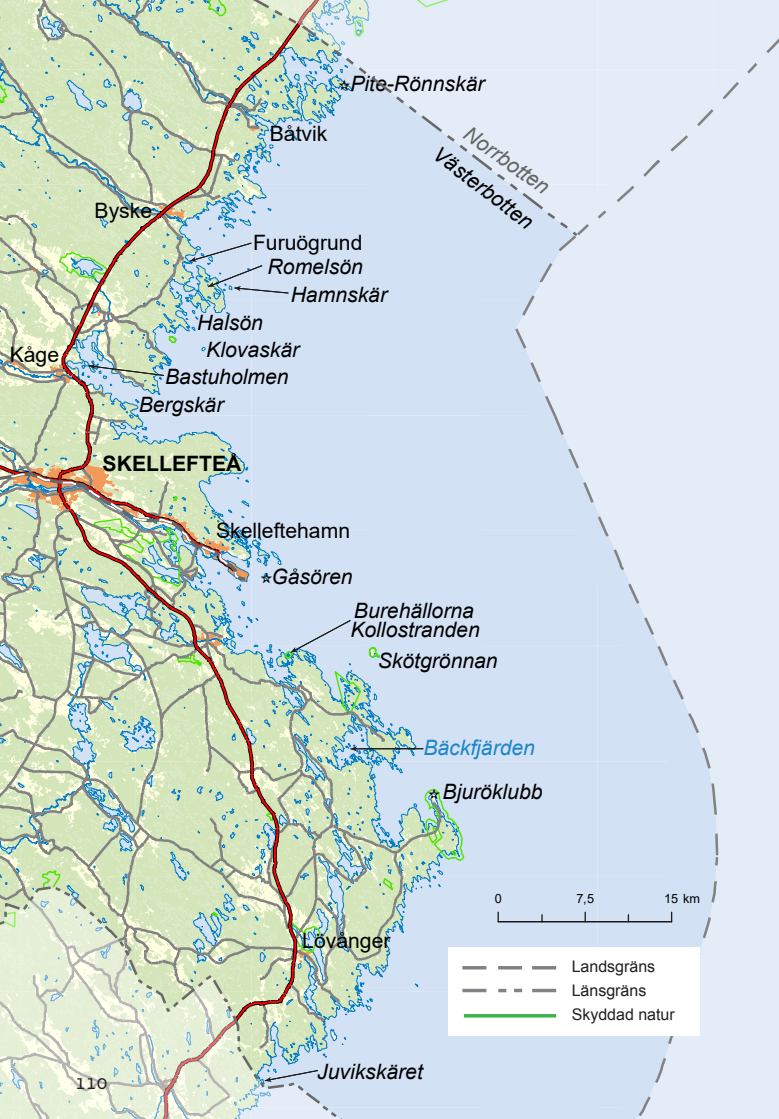 Pite-Rönnskär
Båtvik
Norrbotten
Västerbotten
Byske
Furuögrund
Romelsön
Hamnskär
Halsön
Klovaskär
Kåge
Bastuholmen
Bergskär
SKELLEFTEÅ
Skelleftehamn
Gåsören
Burehällorna
Kollostranden
Skötgrönnan
Bäckfjärden
Bjuröklubb
0 7,5 15 km
Lövånger
Landsgräns
Länsgräns
Skyddad natur
Juvikskäret
110